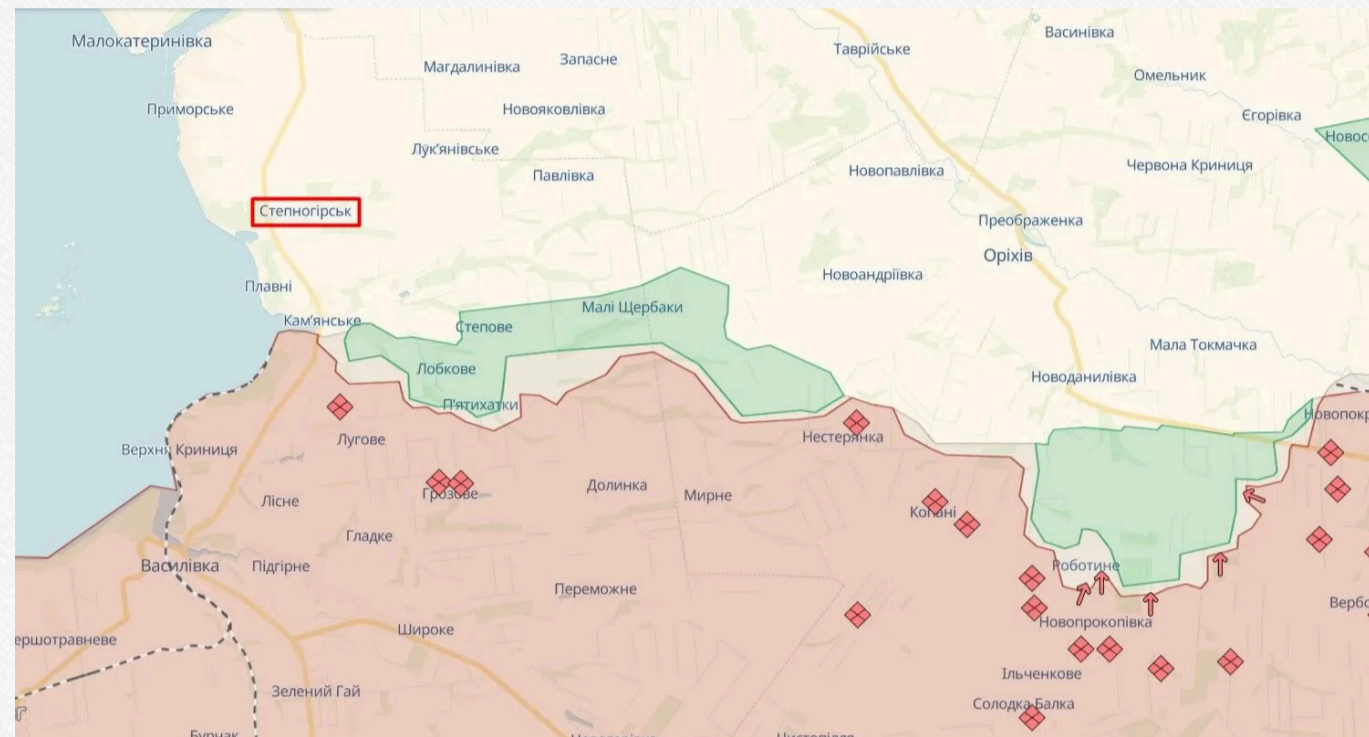 Малокатеринівка
Васинівка
Таврійське
Запасне
Магдалинівка
Омельник
Приморське
Новояковлівка
Єгорівка
Лук'янівське
Червона Криниця
Павлівка
Новопавлівка
Степногірськ
Преображенка
Оріхів
Новоандріївка
Плавні
Малі Щербаки
Кам'янське
Степове
Мала Токмачка
Лобкове
Новоданилівка
П'ятихатки
Лугове
Нестерянка
Верхня Криниця
Долинка
Мирне
Грозове
Лісне
Копані
Гладке
Василівка
Підгірне
Роботине
Переможне
Новопрокопівка
Широке
Ільченкове
Зелений Гай
Солодка Балка